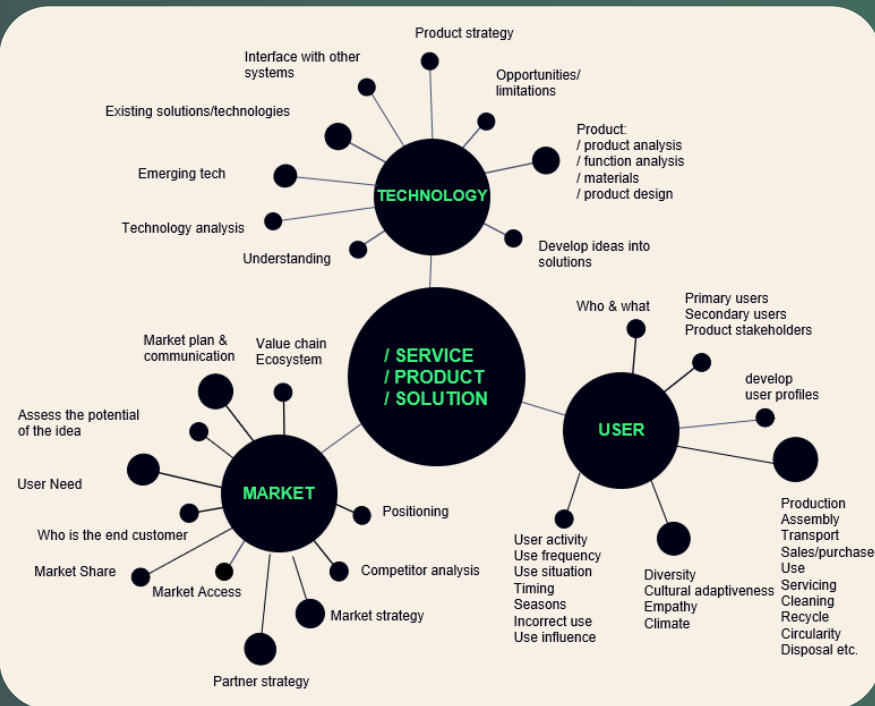 Product strategy
Interface with other
systems
Opportunities/
limitations
Existing solutions/technologies
Product:
/ product analysis
/ function analysis
/ materials
/ product design
Emerging tech
TECHNOLOGY
Technology analysis
Understanding
Develop ideas into
solutions
/ SERVICE
/ PRODUCT
/ SOLUTION
Who & what
Primary users
Secondary users
Product stakeholders
develop
user profiles
USER
Production
Assembly
Transport
Sales/purchase
Use
Servicing
Cleaning
Recycle
Circularity
Disposal etc.
User activity
Use frequency
Use situation
Timing
Seasons
Incorrect use
Use influence
Diversity
Cultural adaptiveness
Empathy
Climate
Market plan &
communication
Value chain
Ecosystem
Assess the potential
of the idea
User Need
MARKET
Who is the end customer
Positioning
Market Share
Market Access
Competitor analysis
Market strategy
Partner strategy